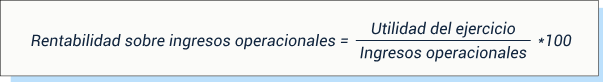 Rentabilidad sobre ingresos operacionales = Utilidad del ejercicio / Ingresos operacionales *100